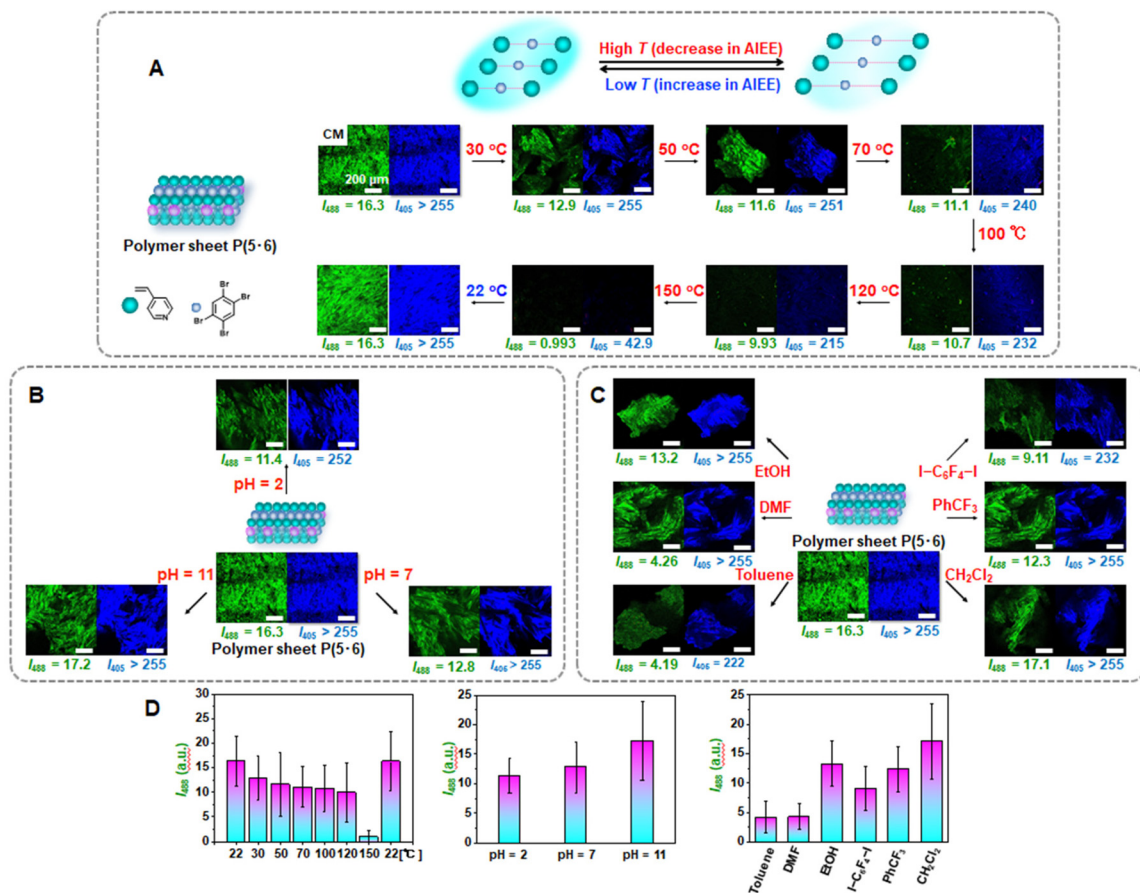 A
High T (decrease in AIEE)
Low T (increase in AIEE)
CM
200 μm
30 °C
50 °C
70 °C
I488 = 16.3
I405 > 255
I488 = 12.9
I405 = 255
I488 = 11.6
I405 = 251
I488 = 11.1
I405 = 240
Polymer sheet P(5·6)
100 ℃
22 °C
150 °C
120 °C
N
Br
Br
Br
Br
I488 = 16.3
I405 > 255
I488 = 0.993
I405 = 42.9
I488 = 9.93
I405 = 215
I488 = 10.7
I405 = 232
B
I488 = 11.4
I405 = 252
pH = 2
pH = 11
pH = 7
I488 = 16.3
I405 > 255
Polymer sheet P(5·6)
I488 = 17.2
I405 > 255
I488 = 12.8
I405 > 255
C
I488 = 13.2
I405 > 255
EtOH
I–C6F4–I
I488 = 9.11
I405 = 232
DMF
PhCF3
Polymer sheet P(5·6)
I488 = 4.26
I405 > 255
I488 = 12.3
I405 > 255
Toluene
CH2Cl2
I488 = 16.3
I405 > 255
I488 = 4.19
I405 = 222
I488 = 17.1
I405 > 255
D
I488 (a.u.)
30
25
20
15
10
5
0
22 30 50 70 100 120 150 22 [℃]
I488 (a.u.)
25
20
15
10
5
0
pH = 2 pH = 7 pH = 11
I488 (a.u.)
25
20
15
10
5
0
Toluene DMF EtOH I–C6F4–I PhCF3 CH2Cl2